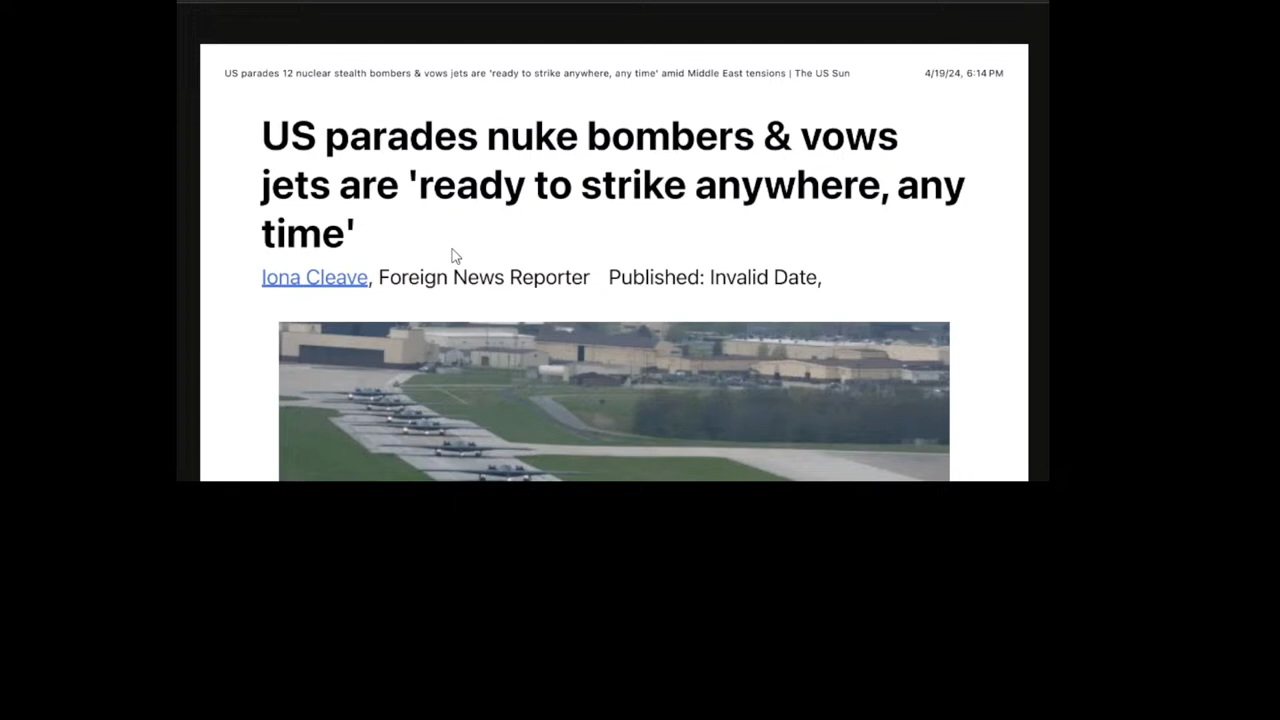 US parades 12 nuclear stealth bombers & vows jets are 'ready to strike anywhere, any time' amid Middle East tensions | The US Sun 4/19/24, 6:14 PM
US parades nuke bombers & vows
jets are 'ready to strike anywhere, any
time'
Iona Cleave, Foreign News Reporter Published: Invalid Date,